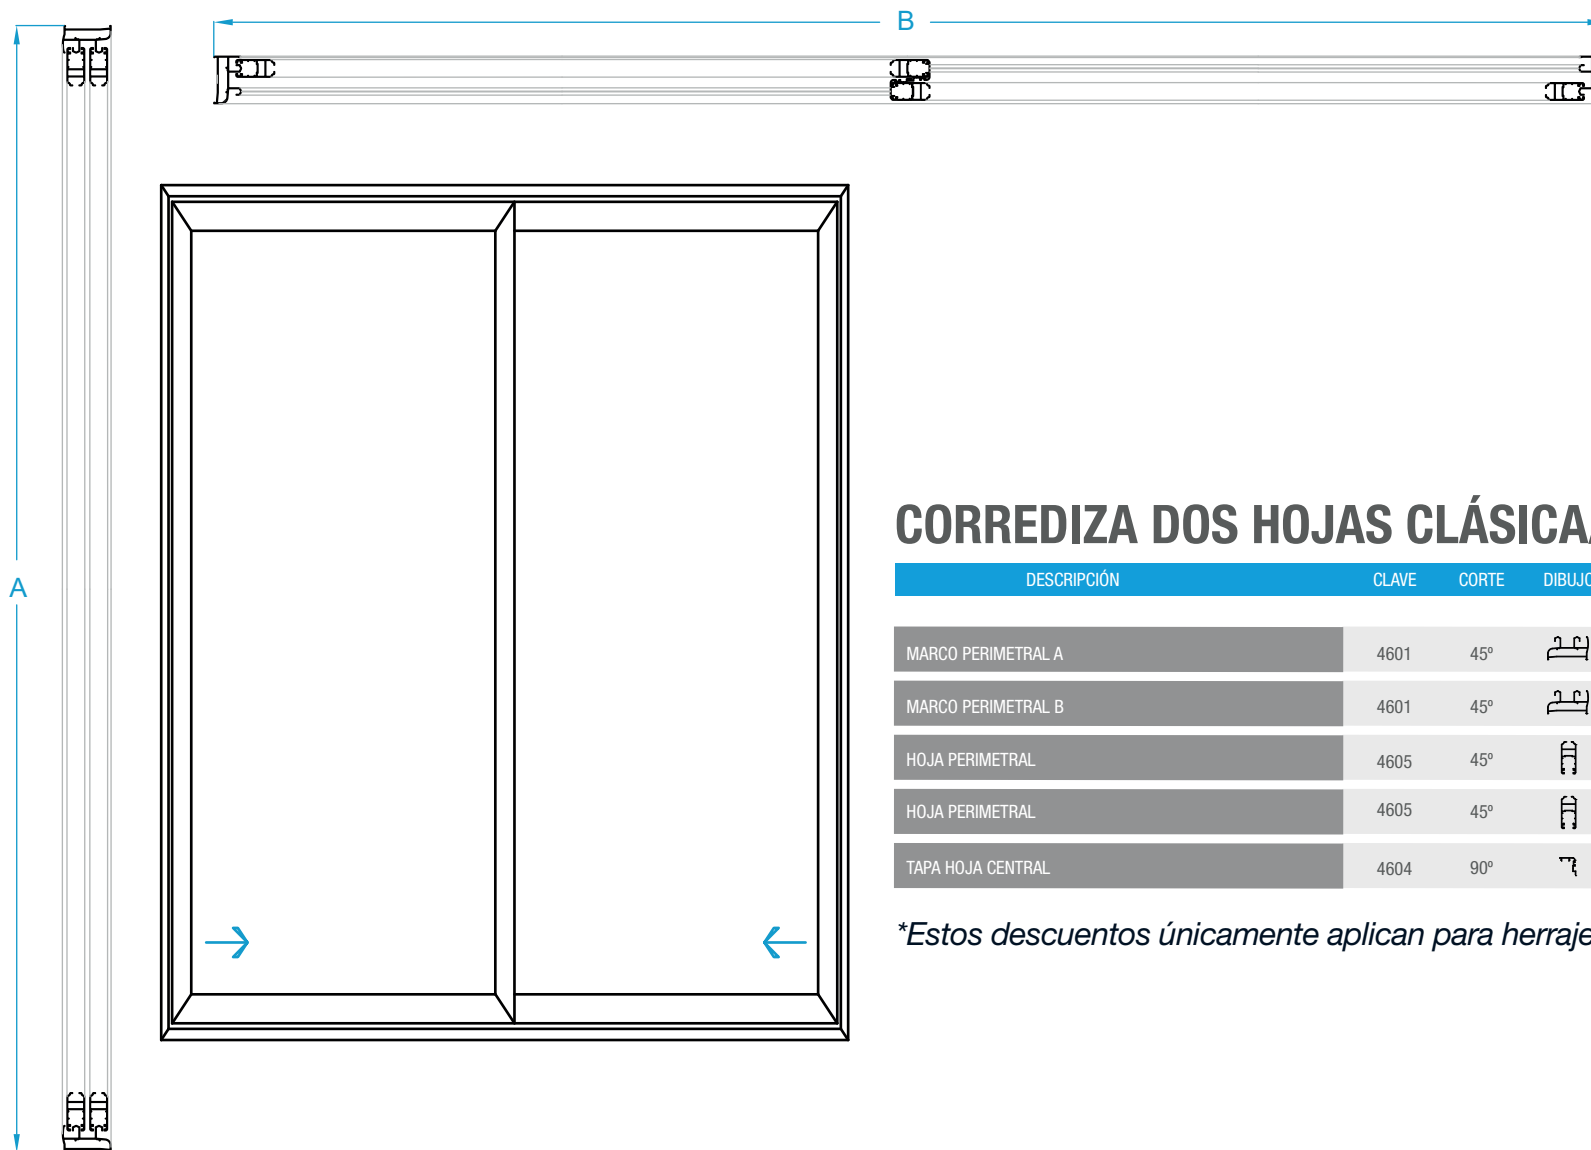 B
A
CORREDIZA DOS HOJAS CLÁSICA
DESCRIPCIÓN CLAVE CORTE DIBUJO
MARCO PERIMETRAL A 4601 45º
MARCO PERIMETRAL B 4601 45º
HOJA PERIMETRAL 4605 45º
HOJA PERIMETRAL 4605 45º
TAPA HOJA CENTRAL 4604 90º
*Estos descuentos únicamente aplican para herraje